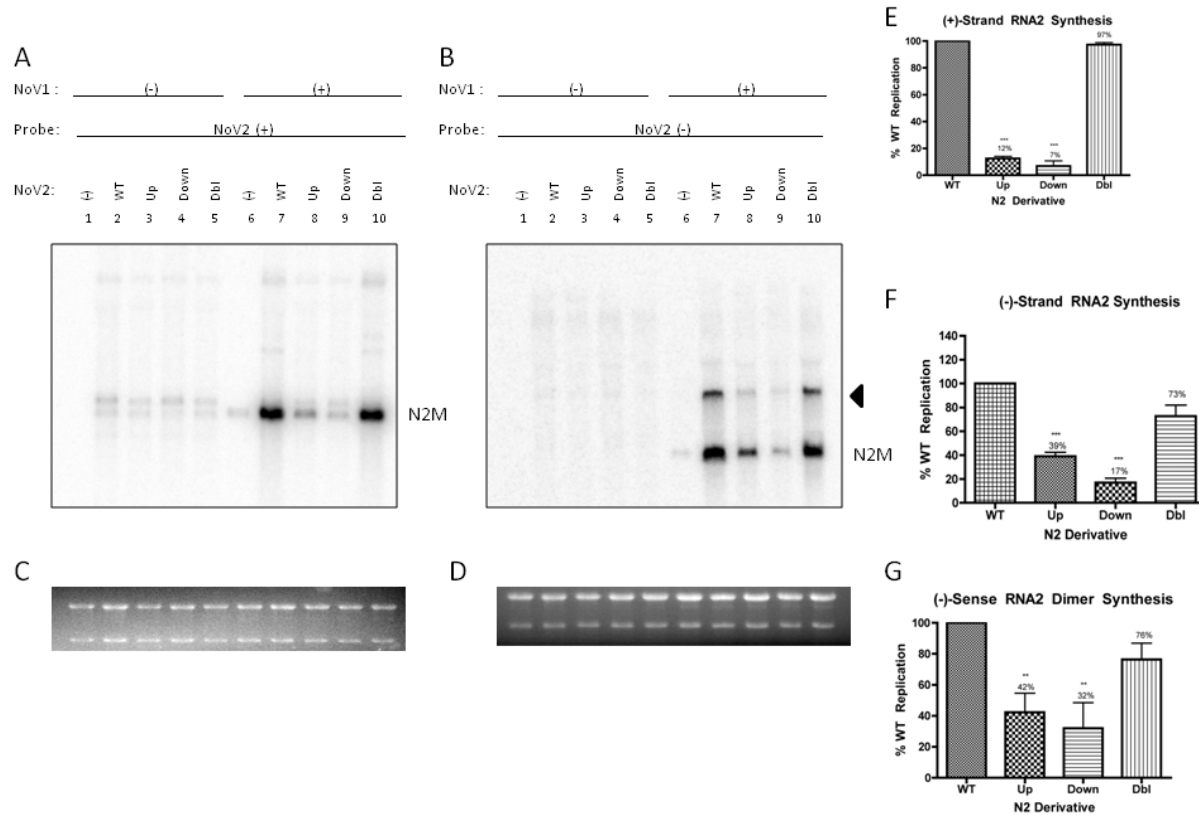 A
NoV1 :
(-)
(+)
Probe:
NoV2 (+)
NoV2:
(-)
WT
Up
Down
Dbl
(-)
WT
Up
Down
Dbl
1 2 3 4 5 6 7 8 9 10
N2M
B
NoV1 :
(-)
(+)
Probe:
NoV2 (-)
NoV2:
(-)
WT
Up
Down
Dbl
(-)
WT
Up
Down
Dbl
1 2 3 4 5 6 7 8 9 10
N2M
C
D
E
(+)-Strand RNA2 Synthesis
% WT Replication
100
80
60
40
20
0
***
12%
***
7%
97%
WT Up Down Dbl
N2 Derivative
F
(-)-Strand RNA2 Synthesis
% WT Replication
140
120
100
80
60
40
20
0
***
39%
***
17%
73%
WT Up Down Dbl
N2 Derivative
G
(-)-Sense RNA2 Dimer Synthesis
% WT Replication
100
80
60
40
20
0
**
42%
**
32%
76%
WT Up Down Dbl
N2 Derivative